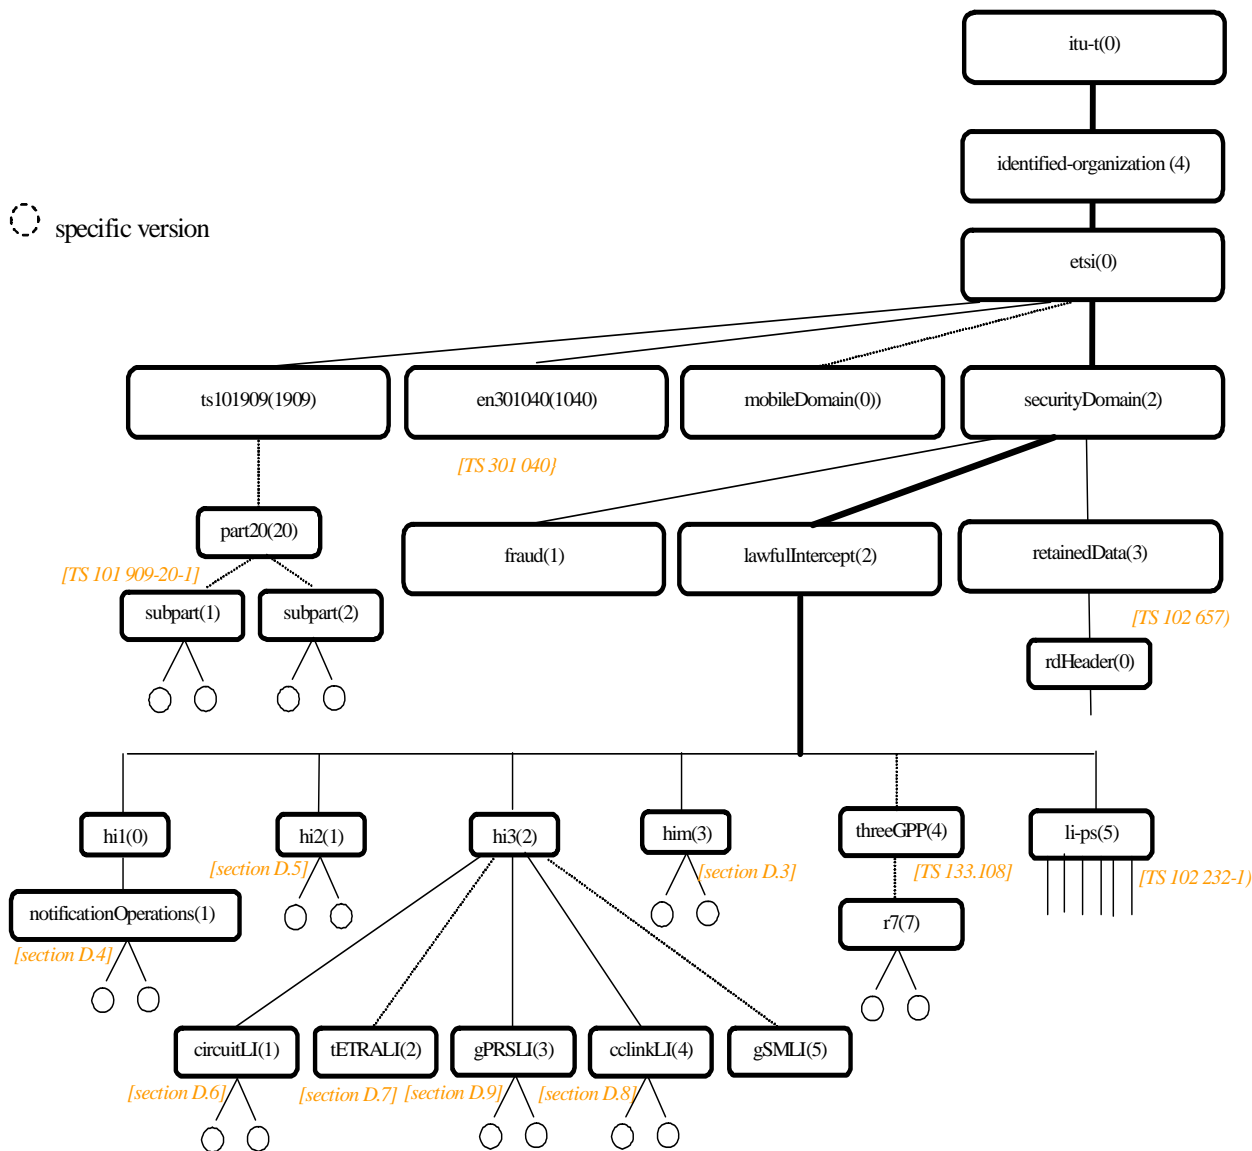 itu-t(0)
identified-organization (4)
specific version
etsi(0)
ts101909(1909)
en301040(1040)
mobileDomain(0))
securityDomain(2)
[TS 301 040}
part20(20)
fraud(1)
lawfulIntercept(2)
retainedData(3)
[TS 101 909-20-1]
subpart(1)
subpart(2)
[TS 102 657)
rdHeader(0)
hi1(0)
hi2(1)
hi3(2)
him(3)
threeGPP(4)
li-ps(5)
[section D.5]
[section D.3]
[TS 133.108]
[TS 102 232-1)
notificationOperations(1)
r7(7)
[section D.4]
circuitLI(1)
tETRALI(2)
gPRSLI(3)
cclinkLI(4)
gSMLI(5)
[section D.6]
[section D.7]
[section D.9]
[section D.8]